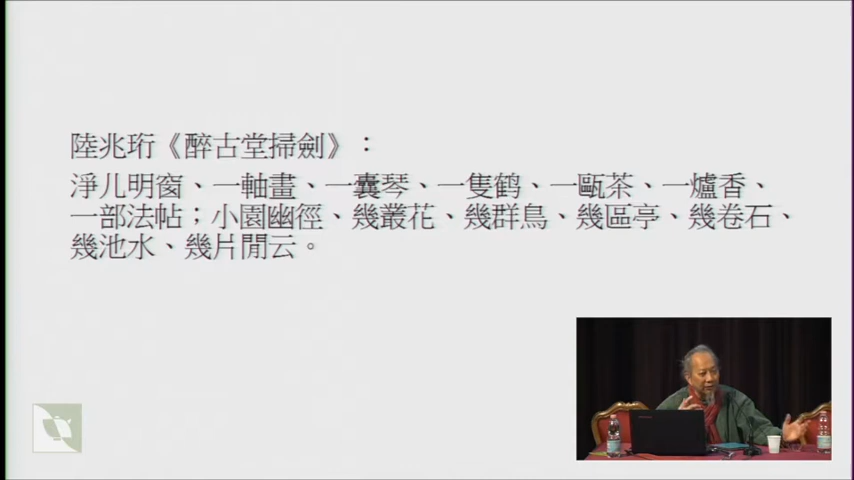 陸兆珩《醉古堂掃劍》：
淨儿明窗、一軸畫、一囊琴、一隻鹤、一甌茶、一爐香、
一部法帖；小園幽徑、幾叢花、幾群鳥、幾區亭、幾卷石、
幾池水、幾片閒云。